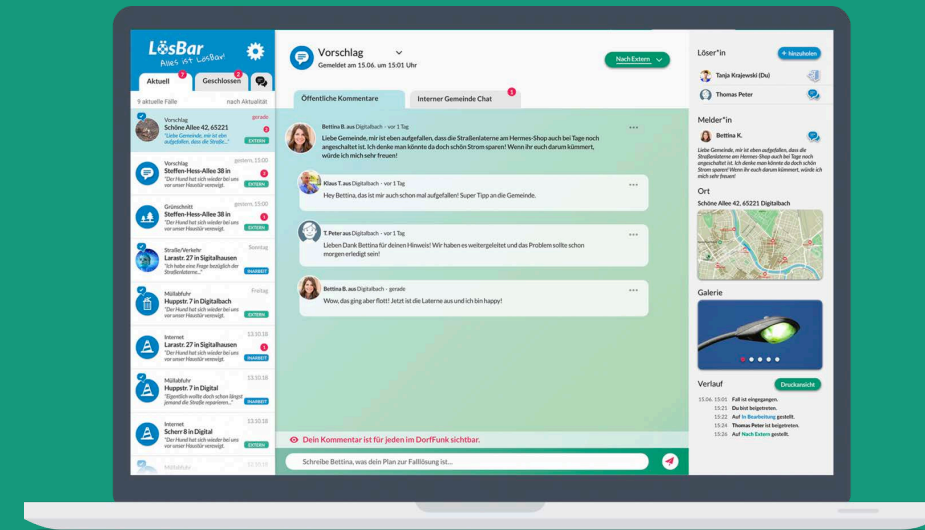 LösBar
Alles ist LösBar!
Aktuell
7
Geschlossen
2
9 aktuelle Fälle
nach Aktualität
Vorschlag
gerade
Schöne Allee 42, 65221
"Liebe Gemeinde, mir ist eben
aufgefallen, dass die Straße..."
EXTERN
Vorschlag
gestern, 15:00
Steffen-Hess-Allee 38 in
"Der Hund hat sich wieder bei uns
vor unser Haustür verewigt.
EXTERN
Grünschnitt
gestern, 15:00
Steffen-Hess-Allee 38 in
1
"Der Hund hat sich wieder bei uns
vor unser Haustür verewigt.
EXTERN
Straße/Verkehr
Sonntag
Larastr. 27 in Sigitalhausen
"Ich habe eine Frage bezüglich der
Straßenlaterne..."
INARBEIT
Müllabfuhr
Freitag
Huppstr. 7 in Digitalbach
"Der Hund hat sich wieder bei uns
vor unser Haustür verewigt.
EXTERN
Internet
13.10.18
Larastr. 27 in Sigitalhausen
1
"Der Hund hat sich wieder bei uns
vor unser Haustür verewigt.
INARBEIT
Müllabfuhr
13.10.18
Huppstr. 7 in Digital
"Eigentlich wollte doch schon längst
jemand die Straße reparieren..."
INARBEIT
Internet
13.10.18
Scherr 8 in Digital
"Der Hund hat sich wieder bei uns
vor unser Haustür verewigt.
EXTERN
Müllabfuhr
Vorschlag
Gemeldet am 15.06. um 15:01 Uhr
Nach Extern
Öffentliche Kommentare
Interner Gemeinde Chat
1
Bettina B. aus Digitalbach - vor 1 Tag
Liebe Gemeinde, mir ist eben aufgefallen, dass die Straßenlaterne am Hermes-Shop auch bei Tage noch
angeschaltet ist. Ich denke man könnte da doch schön Strom sparen! Wenn ihr euch darum kümmert,
würde ich mich sehr freuen!
Klaus T. aus Digitalbach - vor 1 Tag
Hey Bettina, das ist mir auch schon mal aufgefallen! Super Tipp an die Gemeinde.
T. Peter aus Digitalbach - vor 1 Tag
Lieben Dank Bettina für deinen Hinweis! Wir haben es weitergeleitet und das Problem sollte schon
morgen erledigt sein!
Bettina B. aus Digitalbach - gerade
Wow, das ging aber flott! Jetzt ist die Laterne aus und ich bin happy!
Dein Kommentar ist für jeden im DorfFunk sichtbar.
Schreibe Bettina, was dein Plan zur Falllösung ist...
Löser*in
+ hinzuholen
Tanja Krajewski (Du)
Thomas Peter
Melder*in
Bettina K.
Liebe Gemeinde, mir ist eben aufgefallen, dass die
Straßenlaterne am Hermes-Shop auch bei Tage noch
angeschaltet ist. Ich denke man könnte da doch schön
Strom sparen! Wenn ihr euch darum kümmert, würde ich
mich sehr freuen!
Ort
Schöne Allee 42, 65221 Digitalbach
Galerie
Verlauf
Druckansicht
15.06. 15:01 Fall ist eingegangen.
15:21 Du bist beigetreten.
15:22 Auf In Bearbeitung gestellt.
15:24 Thomas Peter ist beigetreten.
15:26 Auf Nach Extern gestellt.